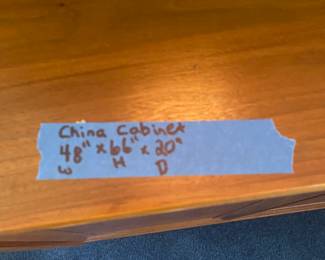 China Cabinet
48" x 66" x 20"
W H D